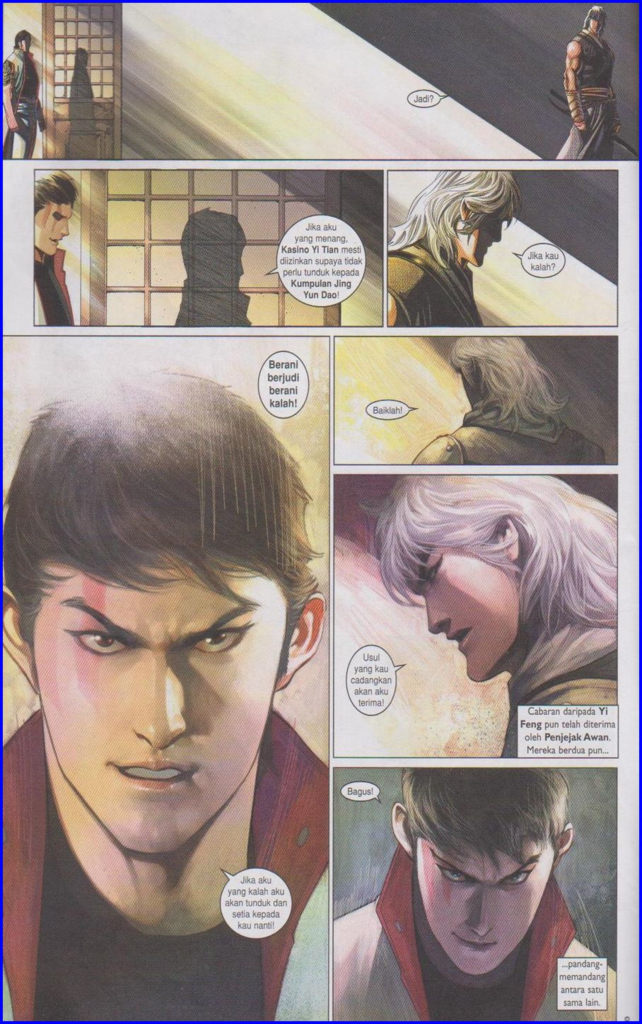 Jadi?
Jika aku
yang menang,
Kasino Yi Tian mesti
diizinkan supaya tidak
perlu tunduk kepada
Kumpulan Jing
Yun Dao!
Jika kau
kalah?
Berani
berjudi
berani
kalah!
Jika aku
yang kalah aku
akan tunduk dan
setia kepada
kau nanti!
Baiklah!
Usul
yang kau
cadangkan
akan aku
terima!
Cabaran daripada Yi
Feng pun telah diterima
oleh Penjejak Awan.
Mereka berdua pun...
Bagus!
...pandang-
memandang
antara satu
sama lain.